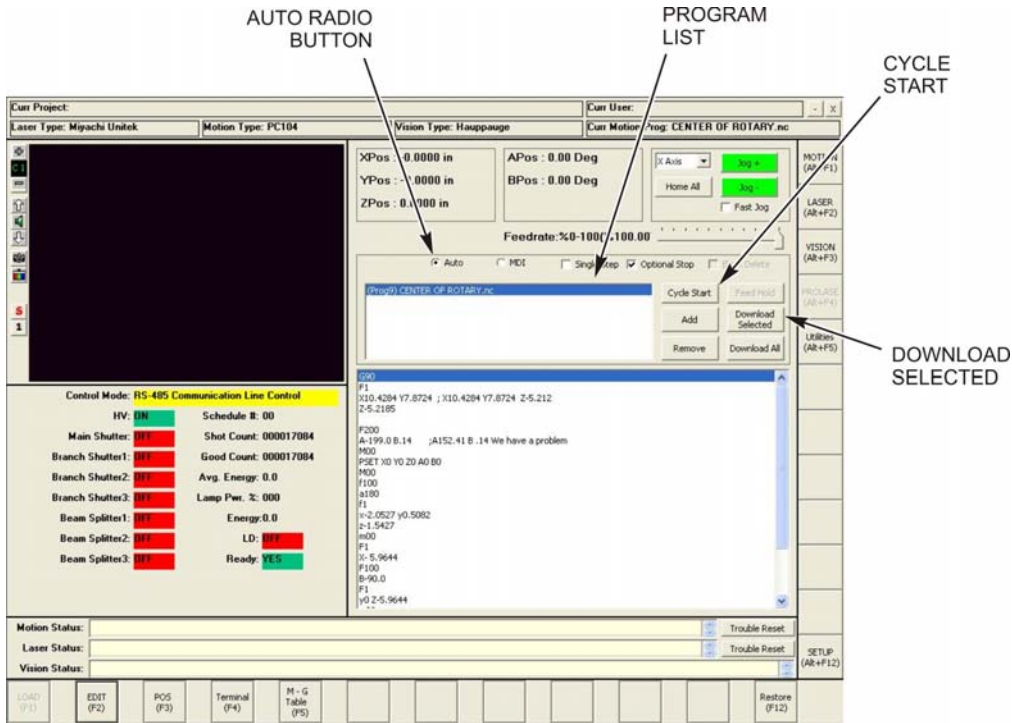 AUTO RADIO
BUTTON
PROGRAM
LIST
CYCLE
START
DOWNLOAD
SELECTED
Curr Project:
Curr User:
- x
Laser Type: Miyachi Unitek
Motion Type: PC104
Vision Type: Hauppauge
Curr Motion Prog: CENTER OF ROTARY.nc
C1
S
1
XPos : -0.0000 in
YPos : -0.0000 in
ZPos : 0.0000 in
APos : 0.00 Deg
BPos : 0.00 Deg
X Axis
Jog +
Home All
Jog -
Fast Jog
Feedrate:%0-100(%100.00
Auto
MDI
Single Step
Optional Stop
Delete
(Prog9) CENTER OF ROTARY.nc
Cycle Start
Feed Hold
Add
Download
Selected
Remove
Download All
MOTION
(Alt+F1)
LASER
(Alt+F2)
VISION
(Alt+F3)
PROLASE
(Alt+F4)
Utilities
(Alt+F5)
SETUP
(Alt+F12)
Control Mode: RS-485 Communication Line Control
HV: ON
Schedule #: 00
Main Shutter: OFF
Shot Count: 000017084
Branch Shutter1: OFF
Good Count: 000017084
Branch Shutter2: OFF
Avg. Energy: 0.0
Branch Shutter3: OFF
Lamp Pwr. %: 000
Beam Splitter1: OFF
Energy:0.0
Beam Splitter2: OFF
LD: OFF
Beam Splitter3: OFF
Ready: YES
G90
F1
X10.4284 Y7.8724 ; X10.4284 Y7.8724 Z-5.212
Z-5.2185
F200
A-199.0 B.14 ;A152.41 B .14 We have a problem
M00
PSET X0 Y0 Z0 A0 B0
M00
f100
a180
f1
x-2.0527 y0.5082
z-1.5427
m00
F1
X- 5.9644
F100
B-90.0
F1
y0 Z-5.9644
Motion Status:
Trouble Reset
Laser Status:
Trouble Reset
Vision Status:
LOAD
(F1)
EDIT
(F2)
POS
(F3)
Terminal
(F4)
M - G
Table
(F5)
Restore
(F12)